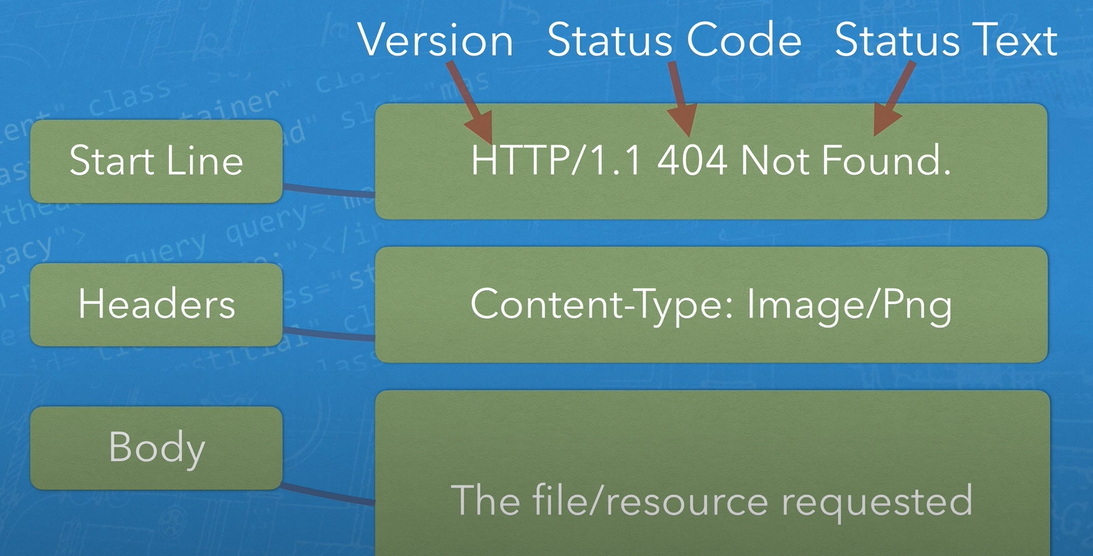 Version Status Code Status Text
Start Line
HTTP/1.1 404 Not Found.
Headers
Content-Type: Image/Png
Body
The file/resource requested